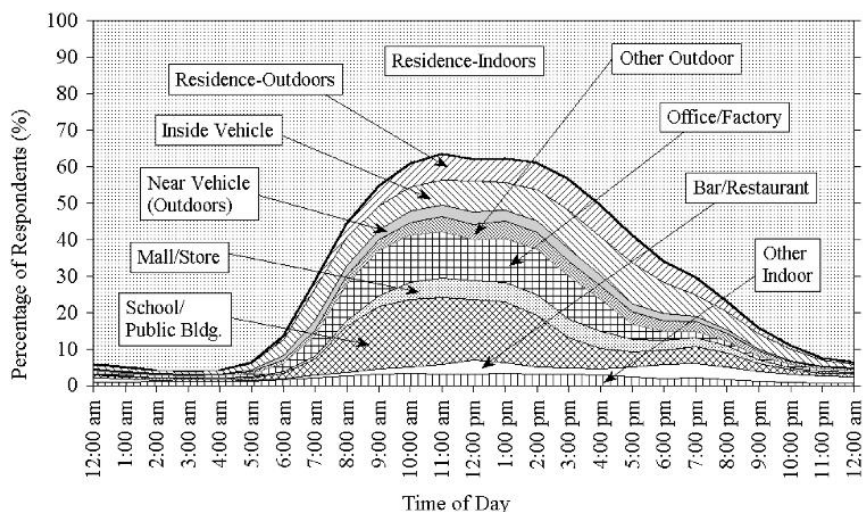 100
90
80
70
60
50
40
30
20
10
0
Percentage of Respondents (%)
Residence-Outdoors
Residence-Indoors
Other Outdoor
Inside Vehicle
Office/Factory
Near Vehicle
(Outdoors)
Bar/Restaurant
Mall/Store
Other
Indoor
School/
Public Bldg.
12:00 am
1:00 am
2:00 am
3:00 am
4:00 am
5:00 am
6:00 am
7:00 am
8:00 am
9:00 am
10:00 am
11:00 am
12:00 pm
1:00 pm
2:00 pm
3:00 pm
4:00 pm
5:00 pm
6:00 pm
7:00 pm
8:00 pm
9:00 pm
10:00 pm
11:00 pm
12:00 am
Time of Day